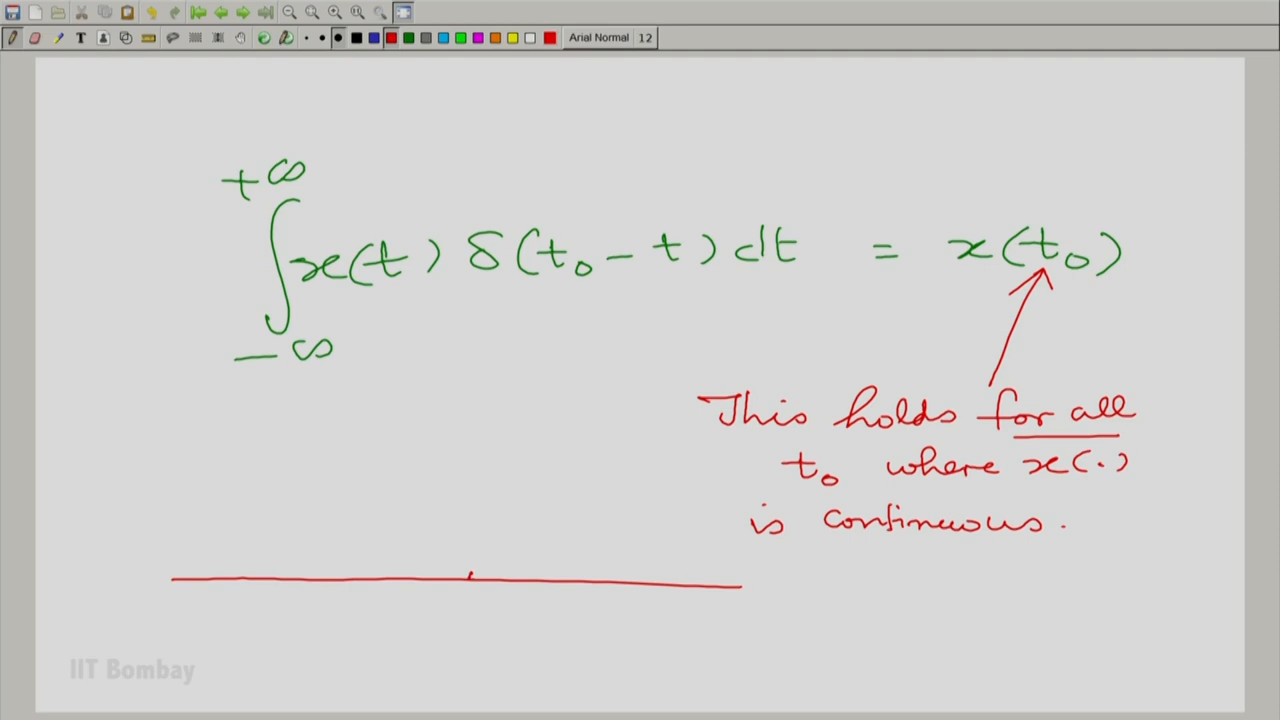 Arial Normal 12
+∞
∫ x(t) δ(t₀ − t) dt = x(t₀)
−∞
This holds for all
t₀ where x(.)
is continuous.
IIT Bombay